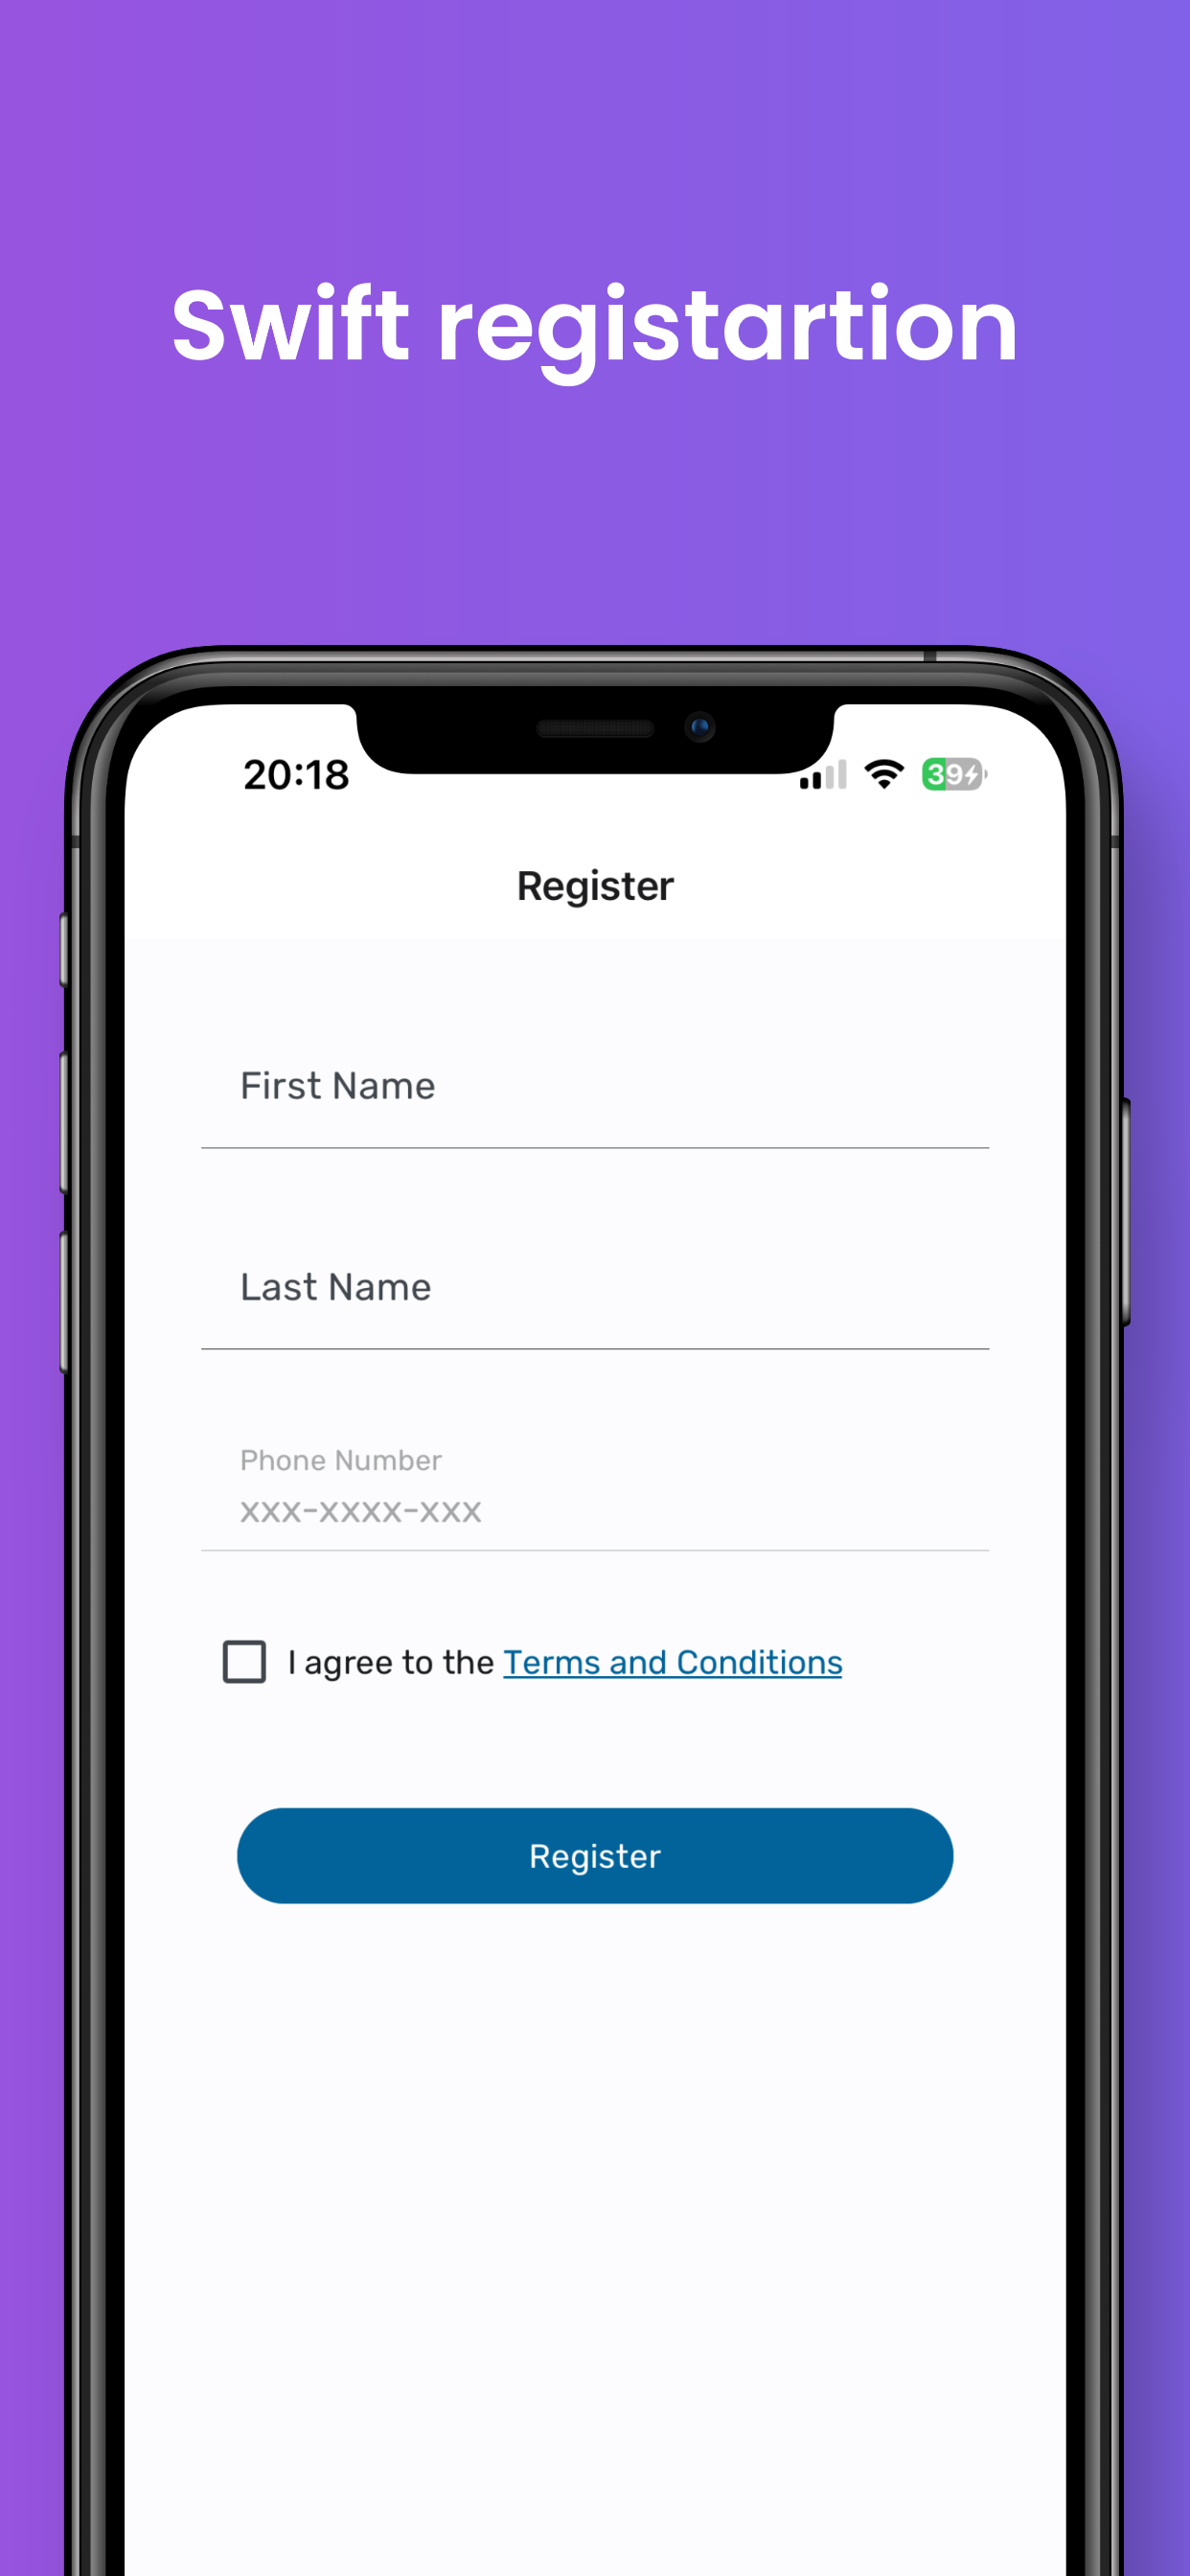 Swift registartion
20:18
39
Register
First Name
Last Name
Phone Number
xxx-xxxx-xxx
I agree to the Terms and Conditions
Register